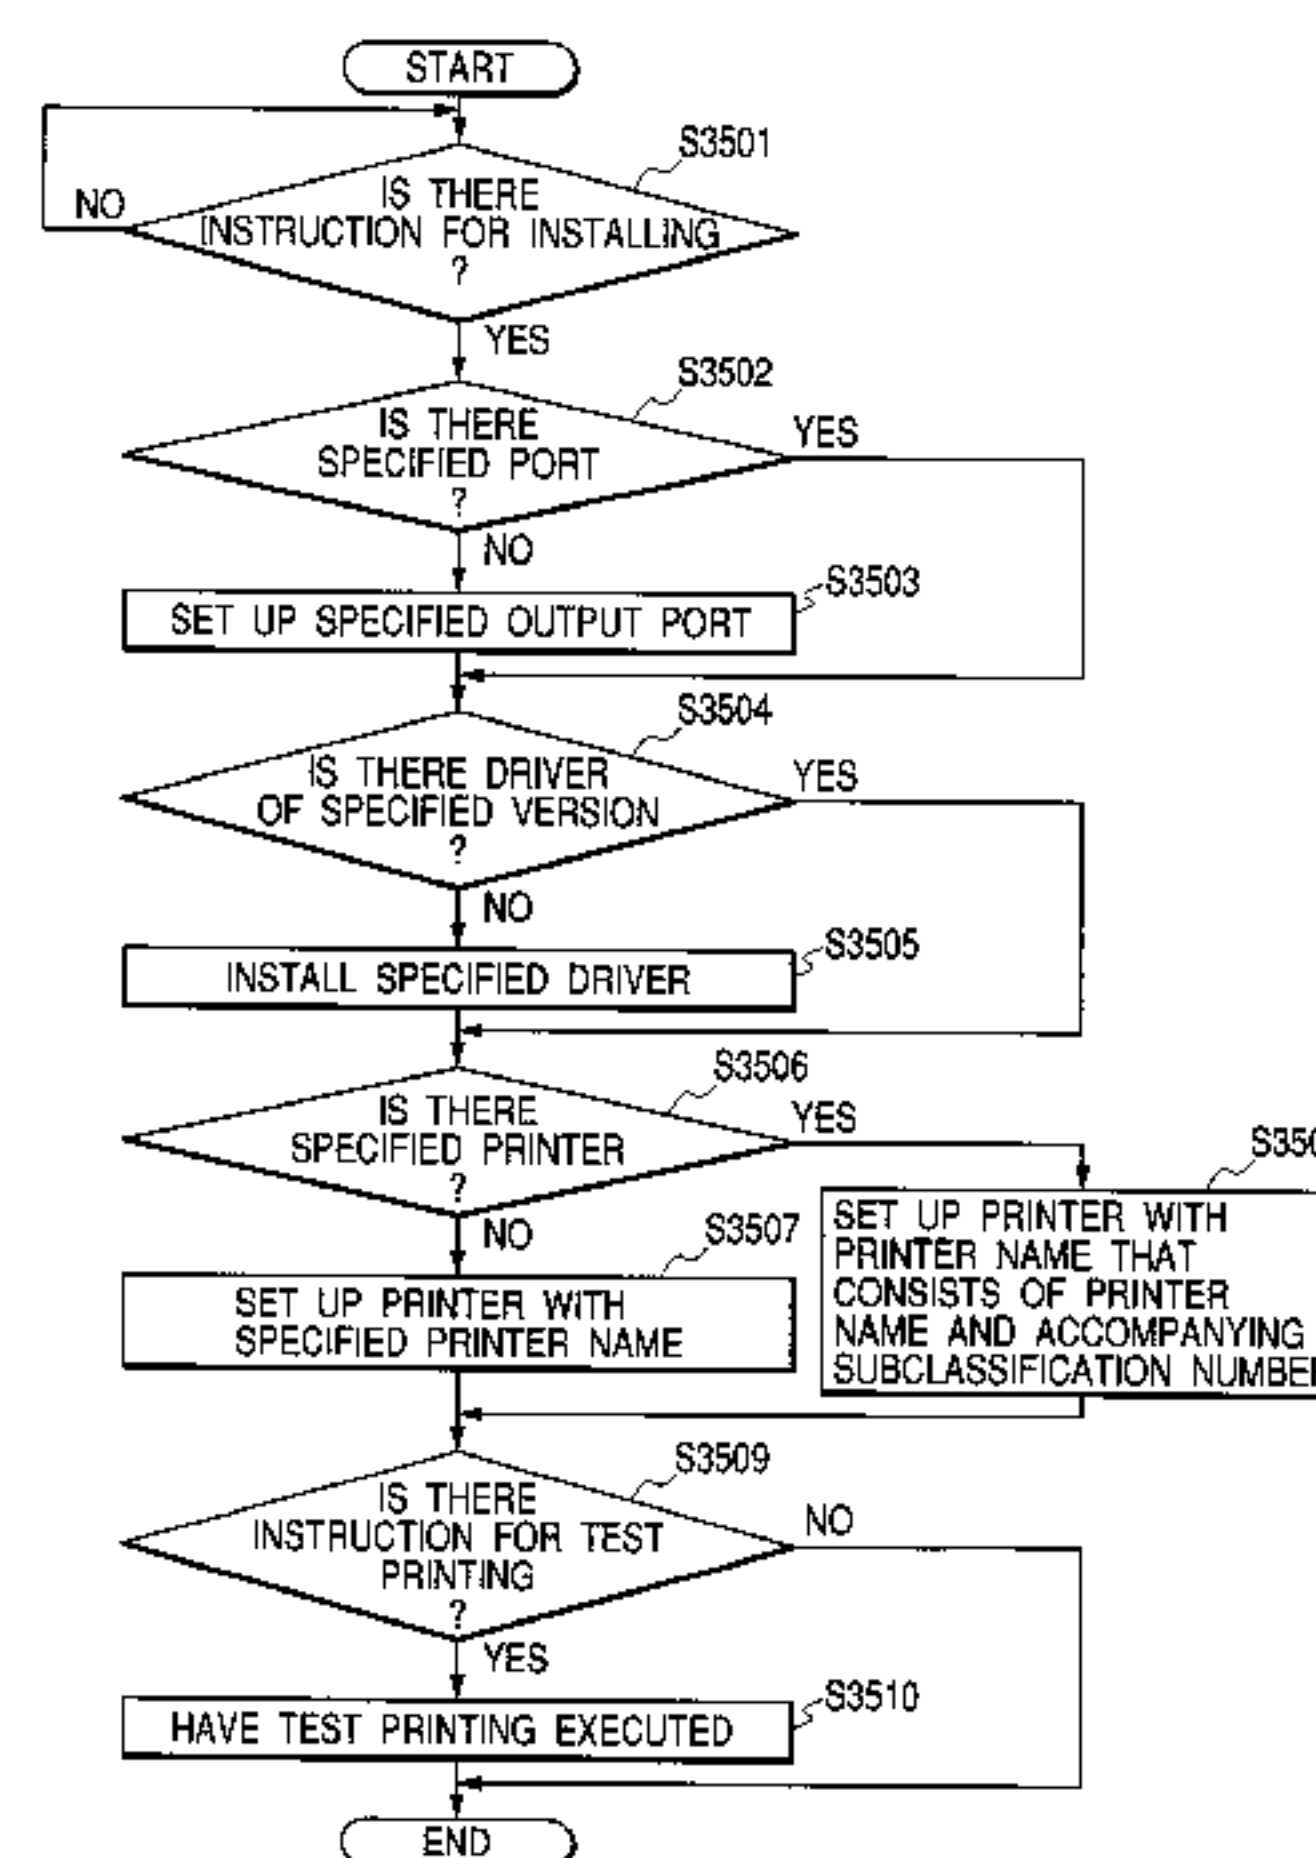 START
S3501
IS THERE
INSTRUCTION FOR INSTALLING
?
NO
YES
S3502
IS THERE
SPECIFIED PORT
?
YES
NO
S3503
SET UP SPECIFIED OUTPUT PORT
S3504
IS THERE DRIVER
OF SPECIFIED VERSION
?
YES
NO
S3505
INSTALL SPECIFIED DRIVER
S3506
IS THERE
SPECIFIED PRINTER
?
YES
NO
S3507
SET UP PRINTER WITH
SPECIFIED PRINTER NAME
SET UP PRINTER WITH
PRINTER NAME THAT
CONSISTS OF PRINTER
NAME AND ACCOMPANYING
SUBCLASSIFICATION
S3509
IS THERE
INSTRUCTION FOR TEST
PRINTING
?
NO
YES
S3510
HAVE TEST PRINTING EXECUTED
END